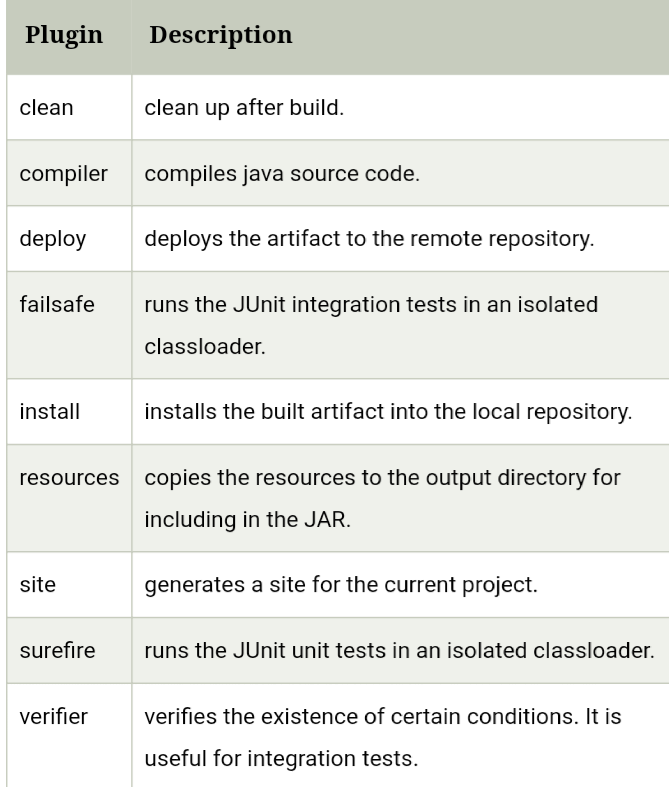 Plugin Description
clean clean up after build.
compiler compiles java source code.
deploy deploys the artifact to the remote repository.
failsafe runs the JUnit integration tests in an isolated
classloader.
install installs the built artifact into the local repository.
resources copies the resources to the output directory for
including in the JAR.
site generates a site for the current project.
surefire runs the JUnit unit tests in an isolated classloader.
verifier verifies the existence of certain conditions. It is
useful for integration tests.